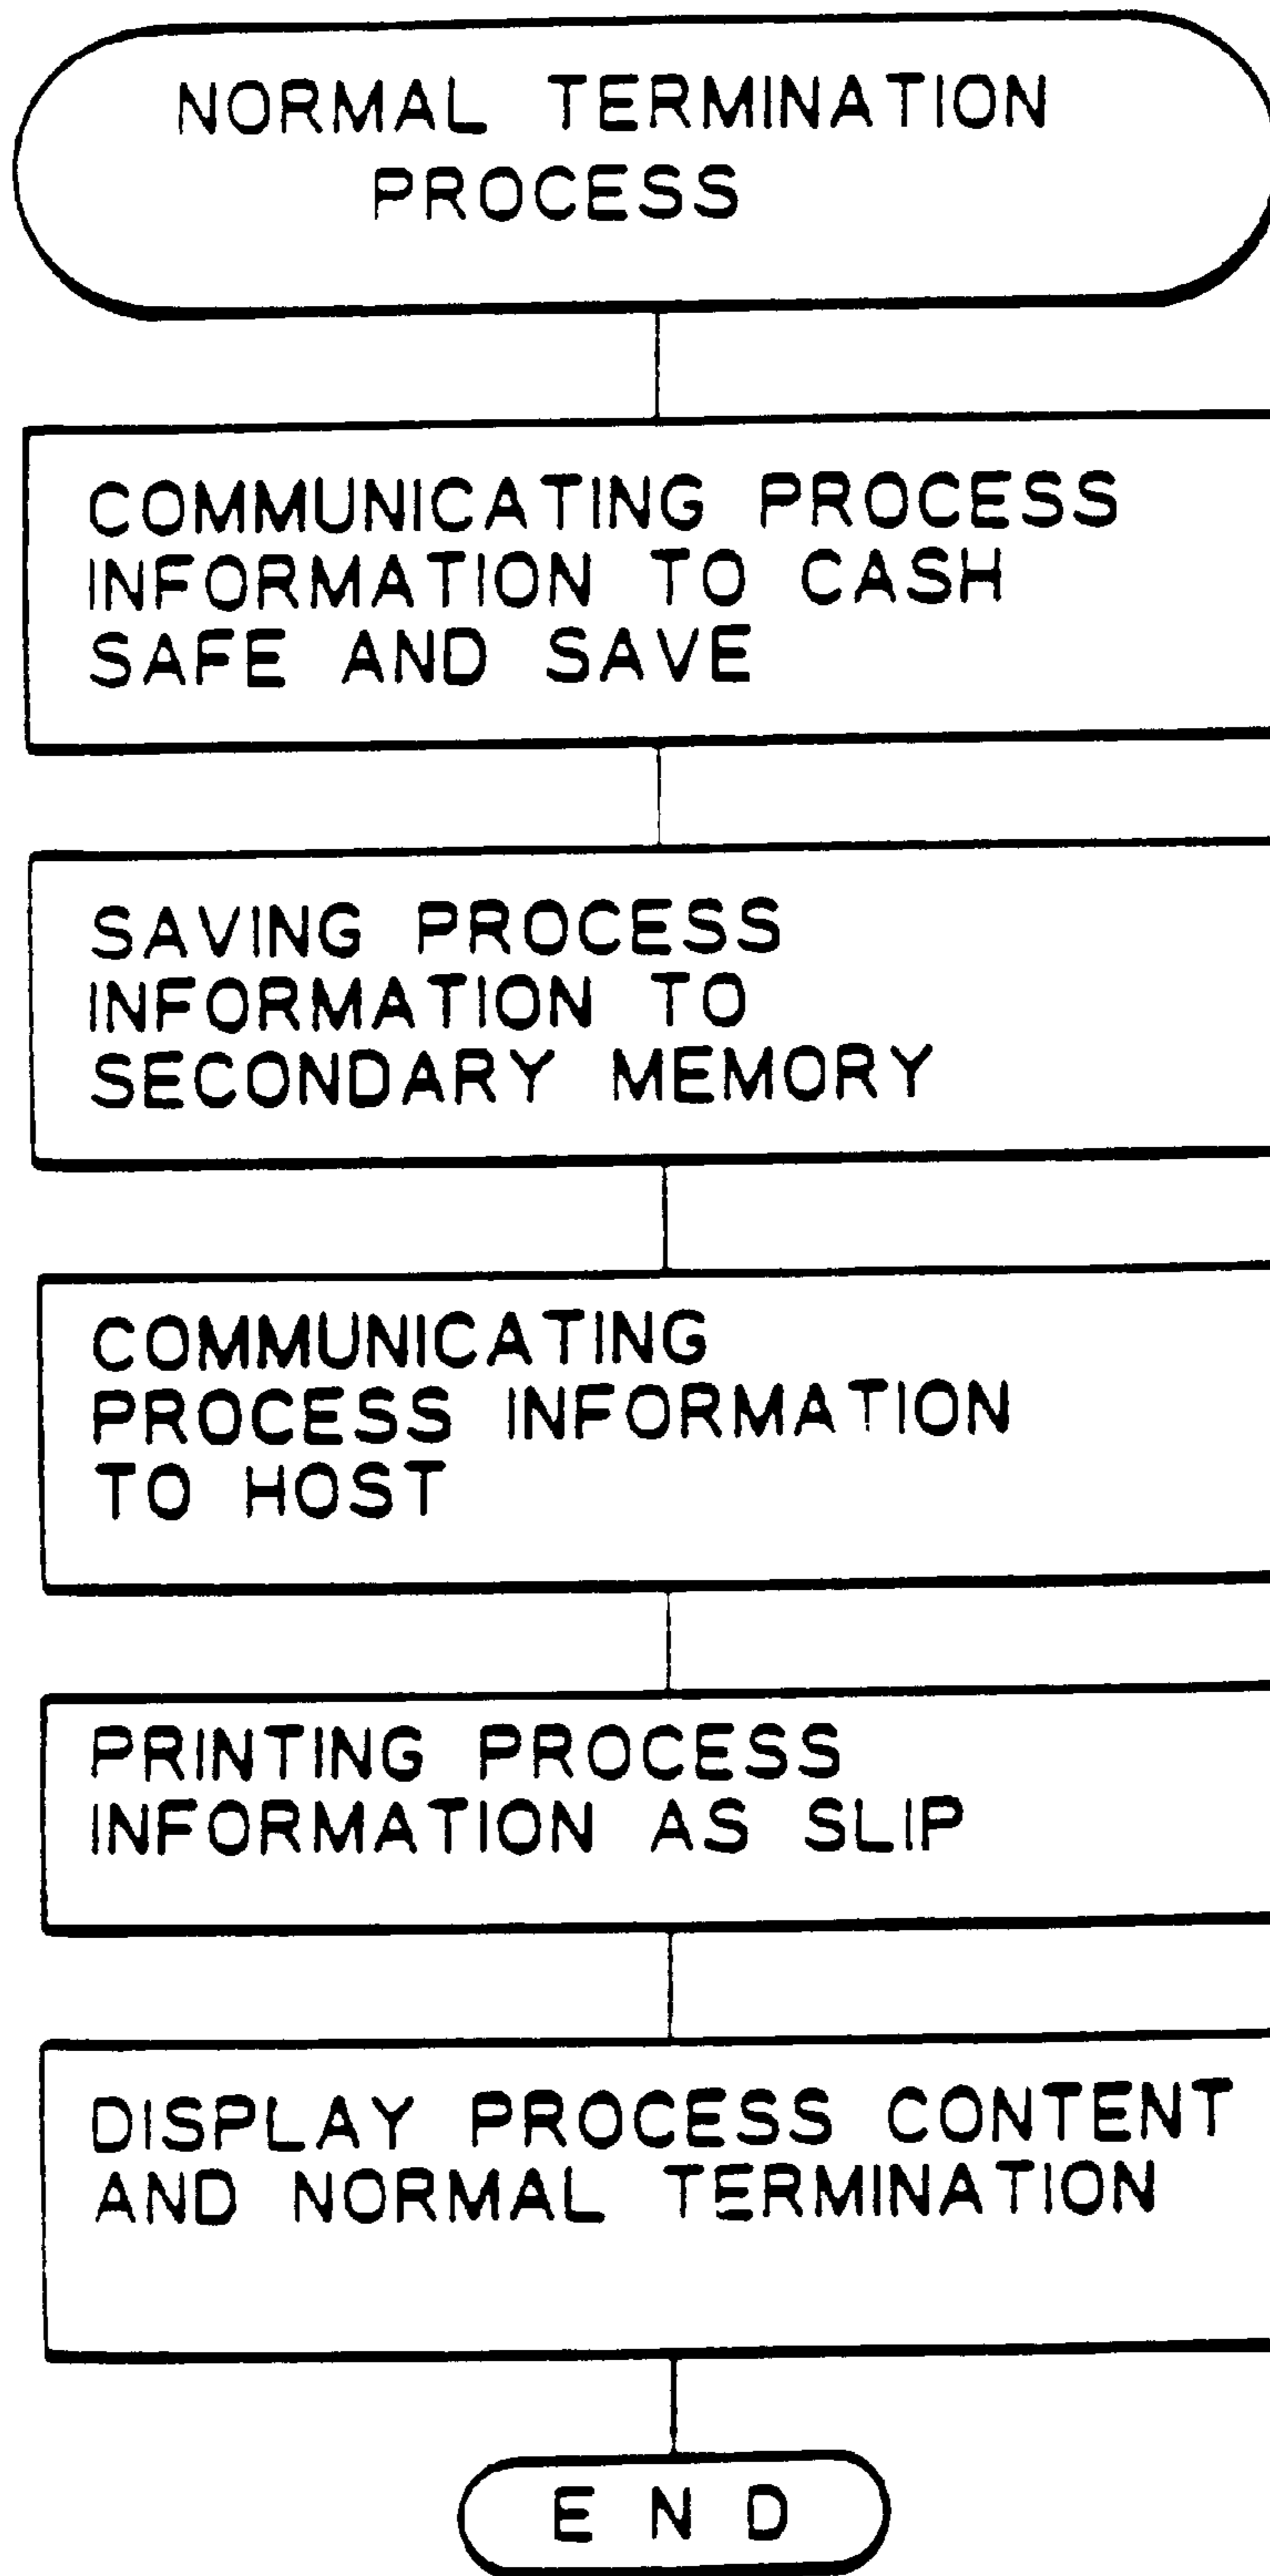 NORMAL TERMINATION
PROCESS
COMMUNICATING PROCESS
INFORMATION TO CASH
SAFE AND SAVE
SAVING PROCESS
INFORMATION TO
SECONDARY MEMORY
COMMUNICATING
PROCESS INFORMATION
TO HOST
PRINTING PROCESS
INFORMATION AS SLIP
DISPLAY PROCESS CONTENT
AND NORMAL TERMINATION
END